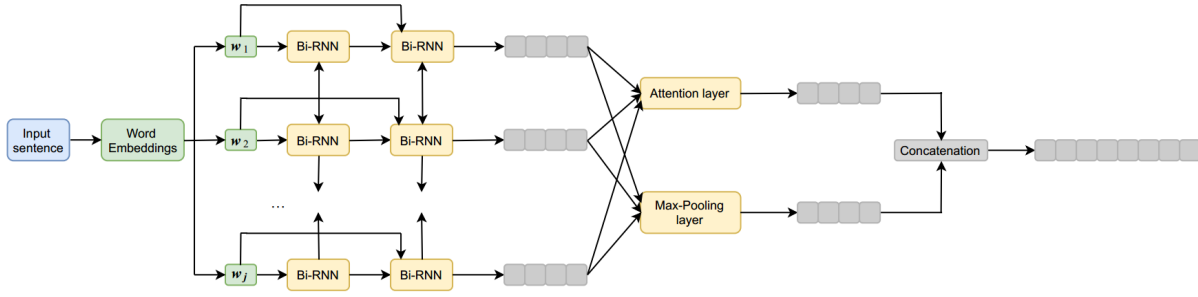 w1
Bi-RNN
Bi-RNN
Attention layer
Input
sentence
Word
Embeddings
w2
Bi-RNN
Bi-RNN
Concatenation
...
Max-Pooling
layer
wj
Bi-RNN
Bi-RNN